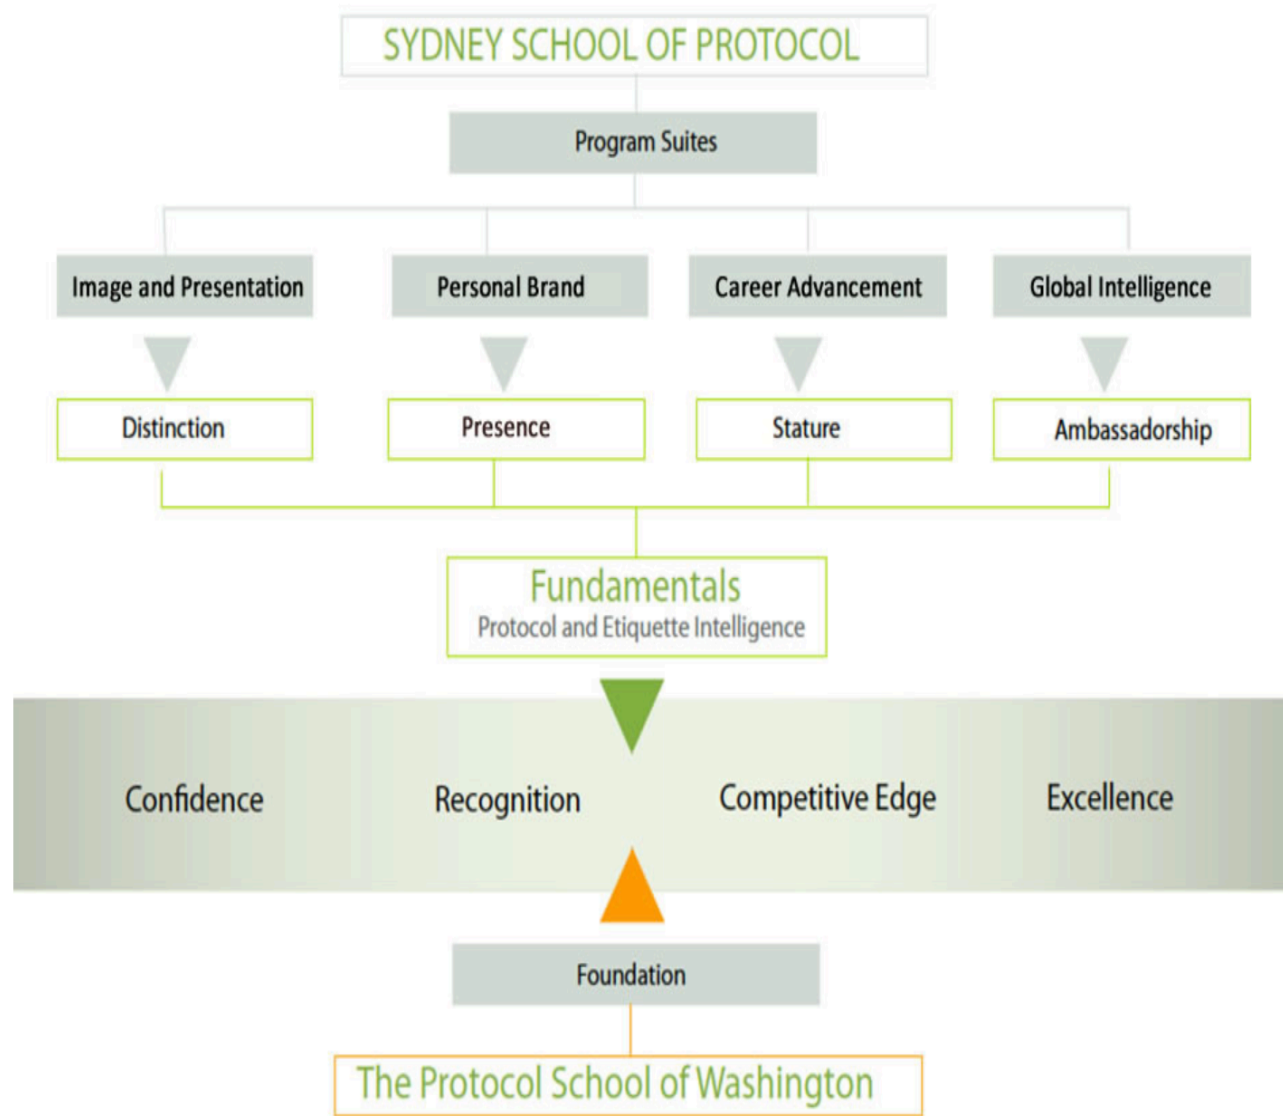 SYDNEY SCHOOL OF PROTOCOL
Program Suites
Image and Presentation
Personal Brand
Career Advancement
Global Intelligence
Distinction
Presence
Stature
Ambassadorship
Fundamentals
Protocol and Etiquette Intelligence
Confidence
Recognition
Competitive Edge
Excellence
Foundation
The Protocol School of Washington